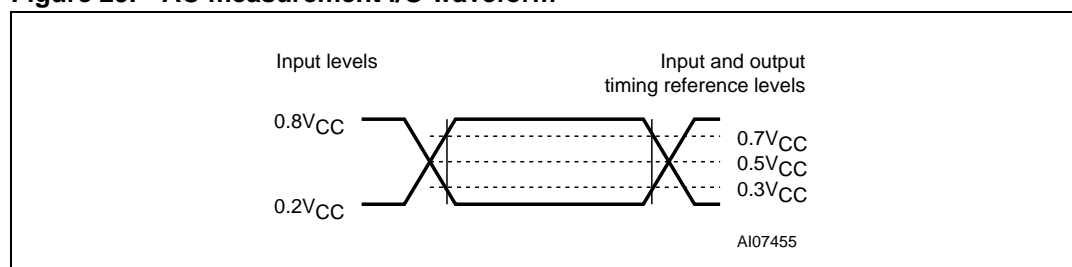 Figure 23. AC measurement I/O waveform
Input levels
Input and output
timing reference levels
0.8VCC
0.7VCC
0.5VCC
0.3VCC
0.2VCC
AI07455